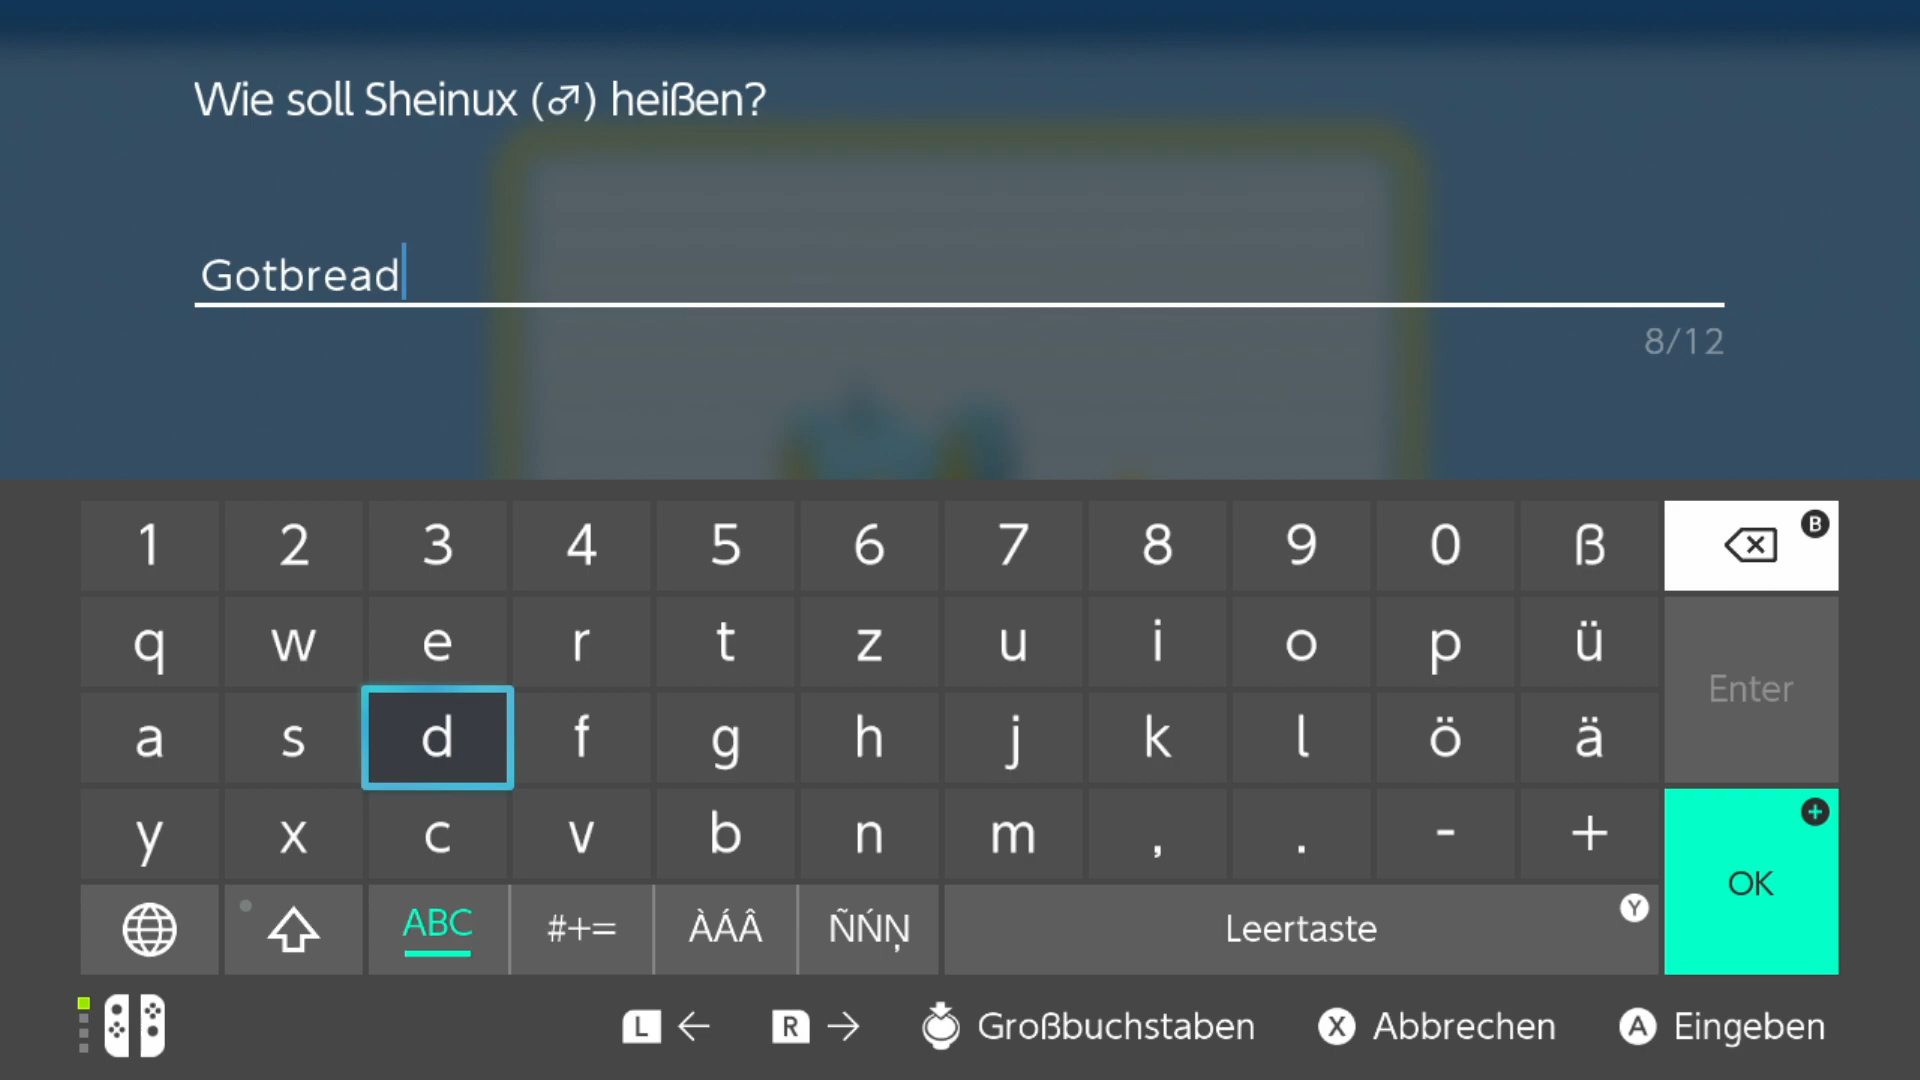 Wie soll Sheinux (♂) heißen?
Gotbread
8/12
1 2 3 4 5 6 7 8 9 0 ß B
q w e r t z u i o p ü Enter
a s d f g h j k l ö ä
y x c v b n m , . - + OK
ABC #+= ÀÁÂ ÑŃŅ Leertaste Y
L ← R → Großbuchstaben X Abbrechen A Eingeben